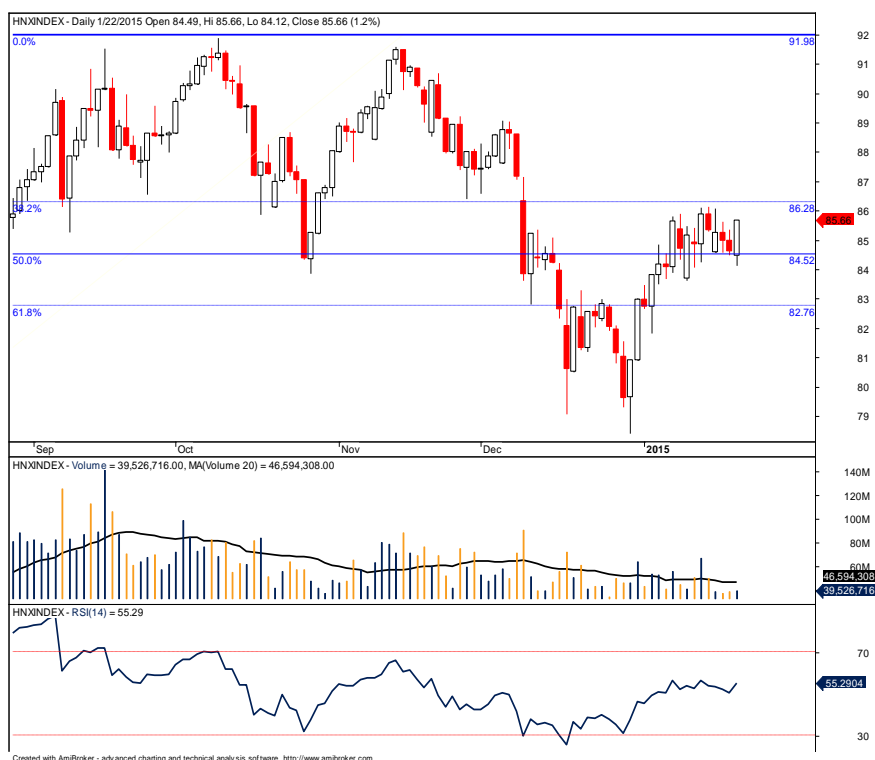 HNXINDEX - Daily 1/22/2015 Open 84.49, Hi 85.66, Lo 84.12, Close 85.66 (1.2%)
0.0%
91.98
92
91
90
89
88
87
38.2%
86.28
86
85.66
85
50.0%
84.52
84
61.8%
82.76
83
82
81
80
79
Sep Oct Nov Dec 2015
HNXINDEX - Volume = 39,526,716.00, MA(Volume 20) = 46,594,308.00
140M
120M
100M
80M
60M
46,594,308
39,526,716
HNXINDEX - RSI(14) = 55.29
70
55.2904
30
Created with AmiBroker - advanced charting and technical analysis software. http://www.amibroker.com